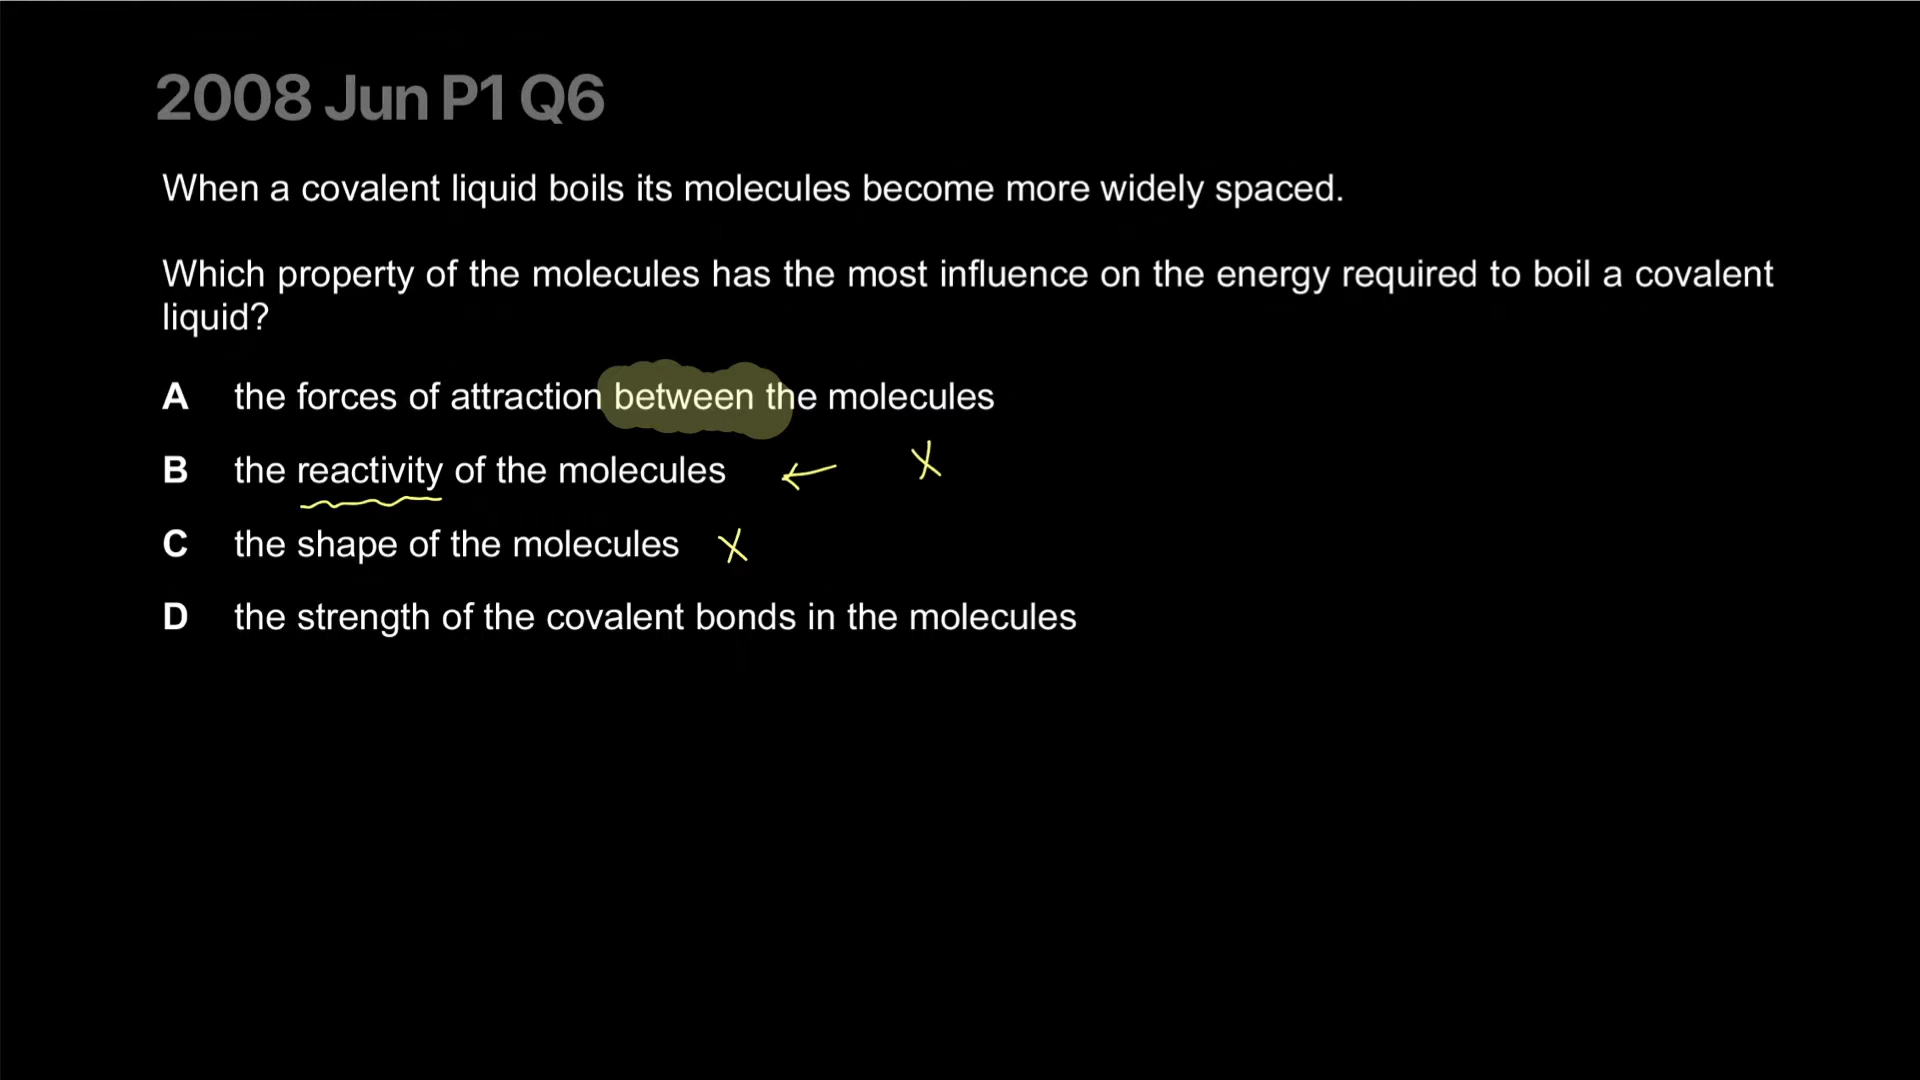 2008 Jun P1 Q6
When a covalent liquid boils its molecules become more widely spaced.
Which property of the molecules has the most influence on the energy required to boil a covalent
liquid?
A the forces of attraction between the molecules
B the reactivity of the molecules
C the shape of the molecules
D the strength of the covalent bonds in the molecules